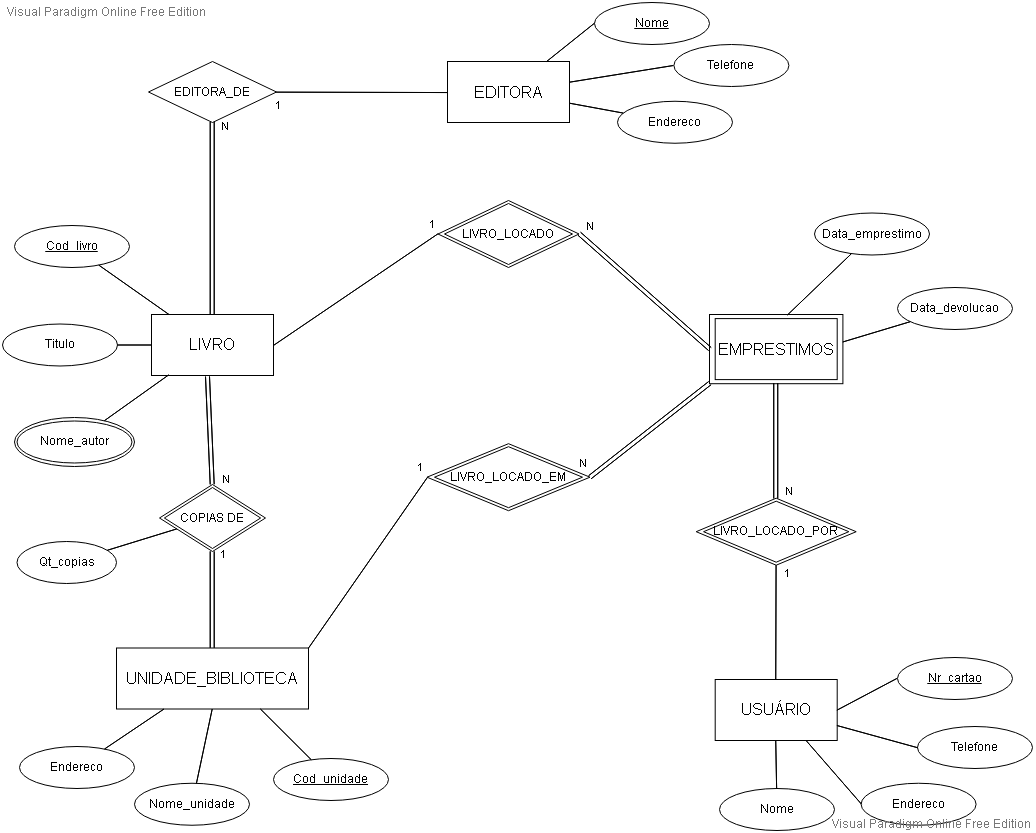 Visual Paradigm Online Free Edition
Nome
Telefone
EDITORA_DE
1
EDITORA
Endereco
N
Cod_livro
1
LIVRO_LOCADO
N
Data_emprestimo
Data_devolucao
Titulo
LIVRO
EMPRESTIMOS
Nome_autor
1
LIVRO_LOCADO_EM
N
N
N
COPIAS DE
LIVRO_LOCADO_POR
1
Qt_copias
1
UNIDADE_BIBLIOTECA
Nr_cartao
USUÁRIO
Telefone
Endereco
Cod_unidade
Nome_unidade
Nome
Endereco
Visual Paradigm Online Free Edition